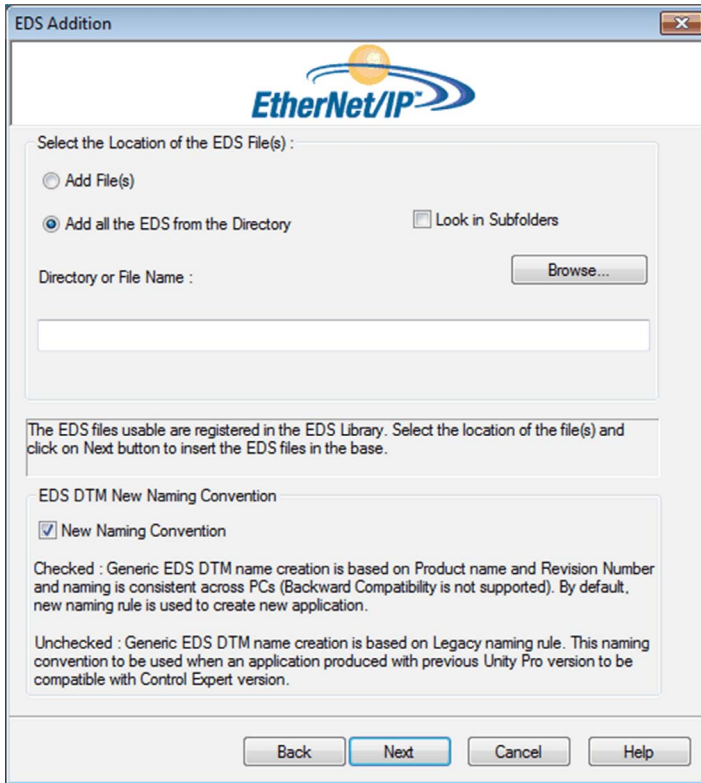 EDS Addition
EtherNet/IP™
Select the Location of the EDS File(s) :
Add File(s)
Add all the EDS from the Directory
Look in Subfolders
Directory or File Name :
Browse...
The EDS files usable are registered in the EDS Library. Select the location of the file(s) and
click on Next button to insert the EDS files in the base.
EDS DTM New Naming Convention
New Naming Convention
Checked : Generic EDS DTM name creation is based on Product name and Revision Number
and naming is consistent across PCs (Backward Compatibility is not supported). By default,
new naming rule is used to create new application.
Unchecked : Generic EDS DTM name creation is based on Legacy naming rule. This naming
convention to be used when an application produced with previous Unity Pro version to be
compatible with Control Expert version.
Back
Next
Cancel
Help